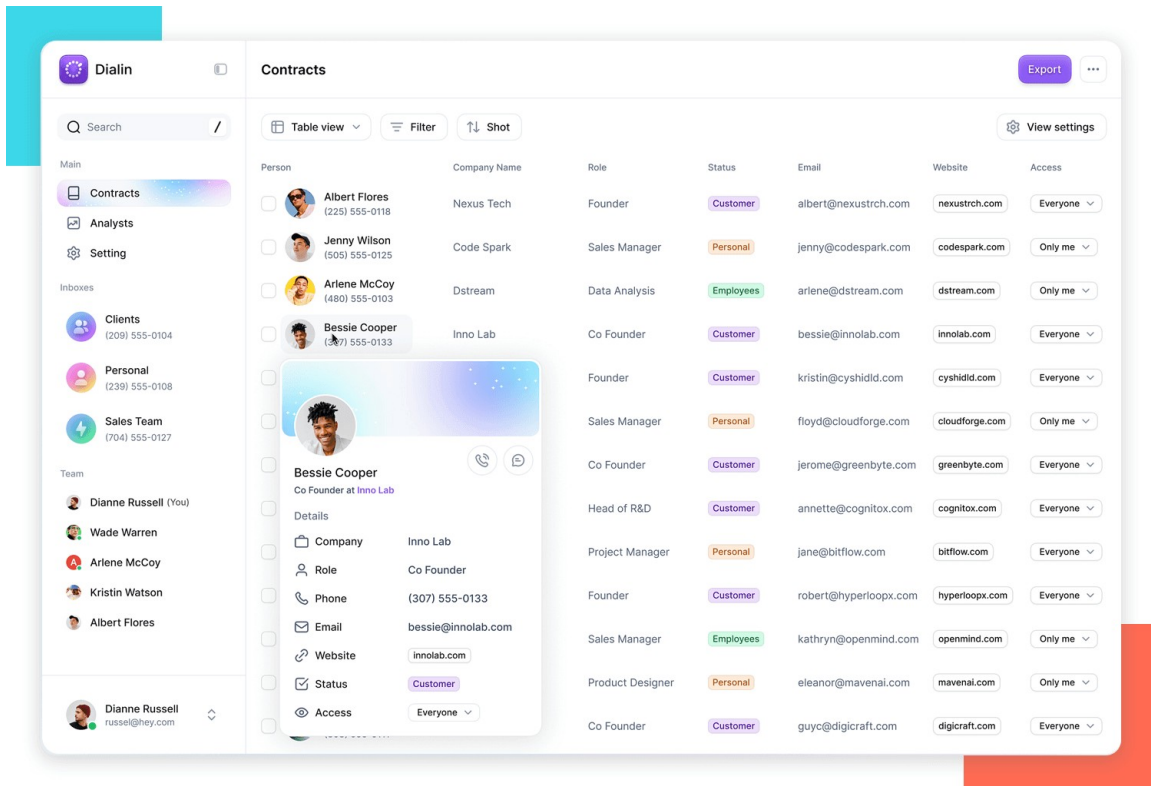 Dialin
Contracts
Export
Search /
Table view Filter Shot View settings
Main
Contracts
Analysts
Setting
Inboxes
Clients
(209) 555-0104
Personal
(239) 555-0108
Sales Team
(704) 555-0127
Team
Dianne Russell (You)
Wade Warren
A Arlene McCoy
Kristin Watson
Albert Flores
Dianne Russell
russel@hey.com
Person Company Name Role Status Email Website Access
Albert Flores
(225) 555-0118
Nexus Tech Founder Customer albert@nexustrch.com nexustrch.com Everyone
Jenny Wilson
(505) 555-0125
Code Spark Sales Manager Personal jenny@codespark.com codespark.com Only me
Arlene McCoy
(480) 555-0103
Dstream Data Analysis Employees arlene@dstream.com dstream.com Only me
Bessie Cooper
(307) 555-0133
Inno Lab Co Founder Customer bessie@innolab.com innolab.com Everyone
Founder Customer kristin@cyshidld.com cyshidld.com Everyone
Sales Manager Personal floyd@cloudforge.com cloudforge.com Only me
Co Founder Customer jerome@greenbyte.com greenbyte.com Everyone
Head of R&D Customer annette@cognitox.com cognitox.com Everyone
Project Manager Personal jane@bitflow.com bitflow.com Everyone
Founder Customer robert@hyperloopx.com hyperloopx.com Everyone
Sales Manager Employees kathryn@openmind.com openmind.com Only me
Product Designer Personal eleanor@mavenai.com mavenai.com Only me
Co Founder Customer guyc@digicraft.com digicraft.com Everyone
Bessie Cooper
Co Founder at Inno Lab
Details
Company Inno Lab
Role Co Founder
Phone (307) 555-0133
Email bessie@innolab.com
Website innolab.com
Status Customer
Access Everyone